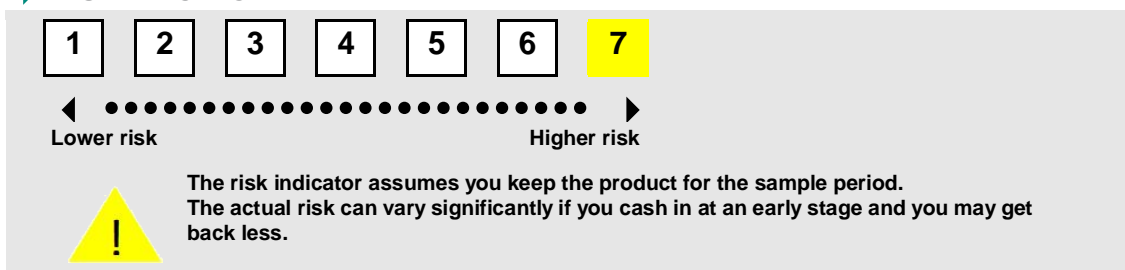 1 2 3 4 5 6 7
Lower risk Higher risk
The risk indicator assumes you keep the product for the sample period.
The actual risk can vary significantly if you cash in at an early stage and you may get
back less.
!